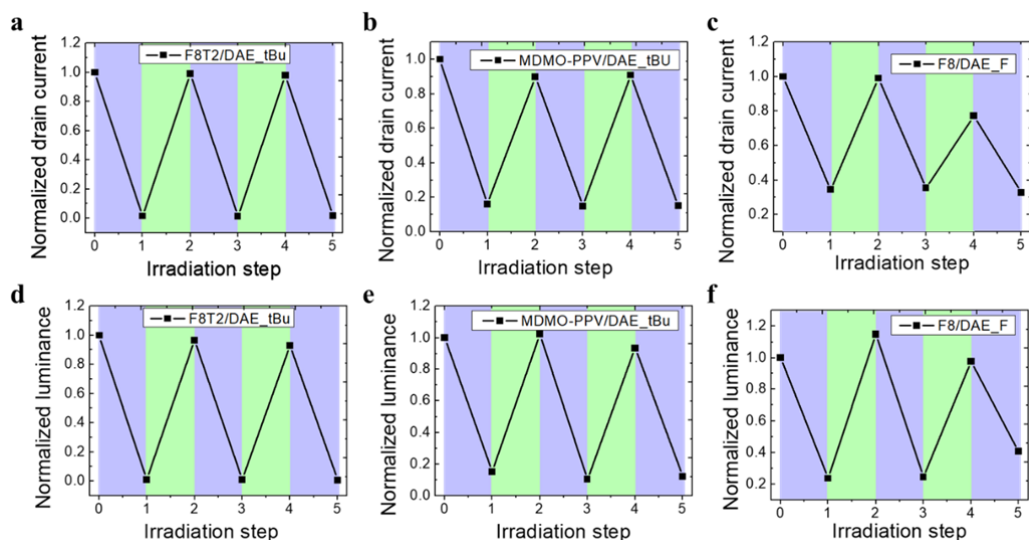 a
F8T2/DAE_tBu
Normalized drain current
1.2
1.0
0.8
0.6
0.4
0.2
0.0
0 1 2 3 4 5
Irradiation step
b
MDMO-PPV/DAE_tBU
Normalized drain current
1.0
0.8
0.6
0.4
0.2
0.0
0 1 2 3 4 5
Irradiation step
c
F8/DAE_F
Normalized drain current
1.2
1.0
0.8
0.6
0.4
0.2
0 1 2 3 4 5
Irradiation step
d
F8T2/DAE_tBu
Normalized luminance
1.2
1.0
0.8
0.6
0.4
0.2
0.0
0 1 2 3 4 5
Irradiation step
e
MDMO-PPV/DAE_tBu
Normalized luminance
1.2
1.0
0.8
0.6
0.4
0.2
0.0
0 1 2 3 4 5
Irradiation step
f
F8/DAE_F
Normalized luminance
1.2
1.0
0.8
0.6
0.4
0.2
0 1 2 3 4 5
Irradiation step